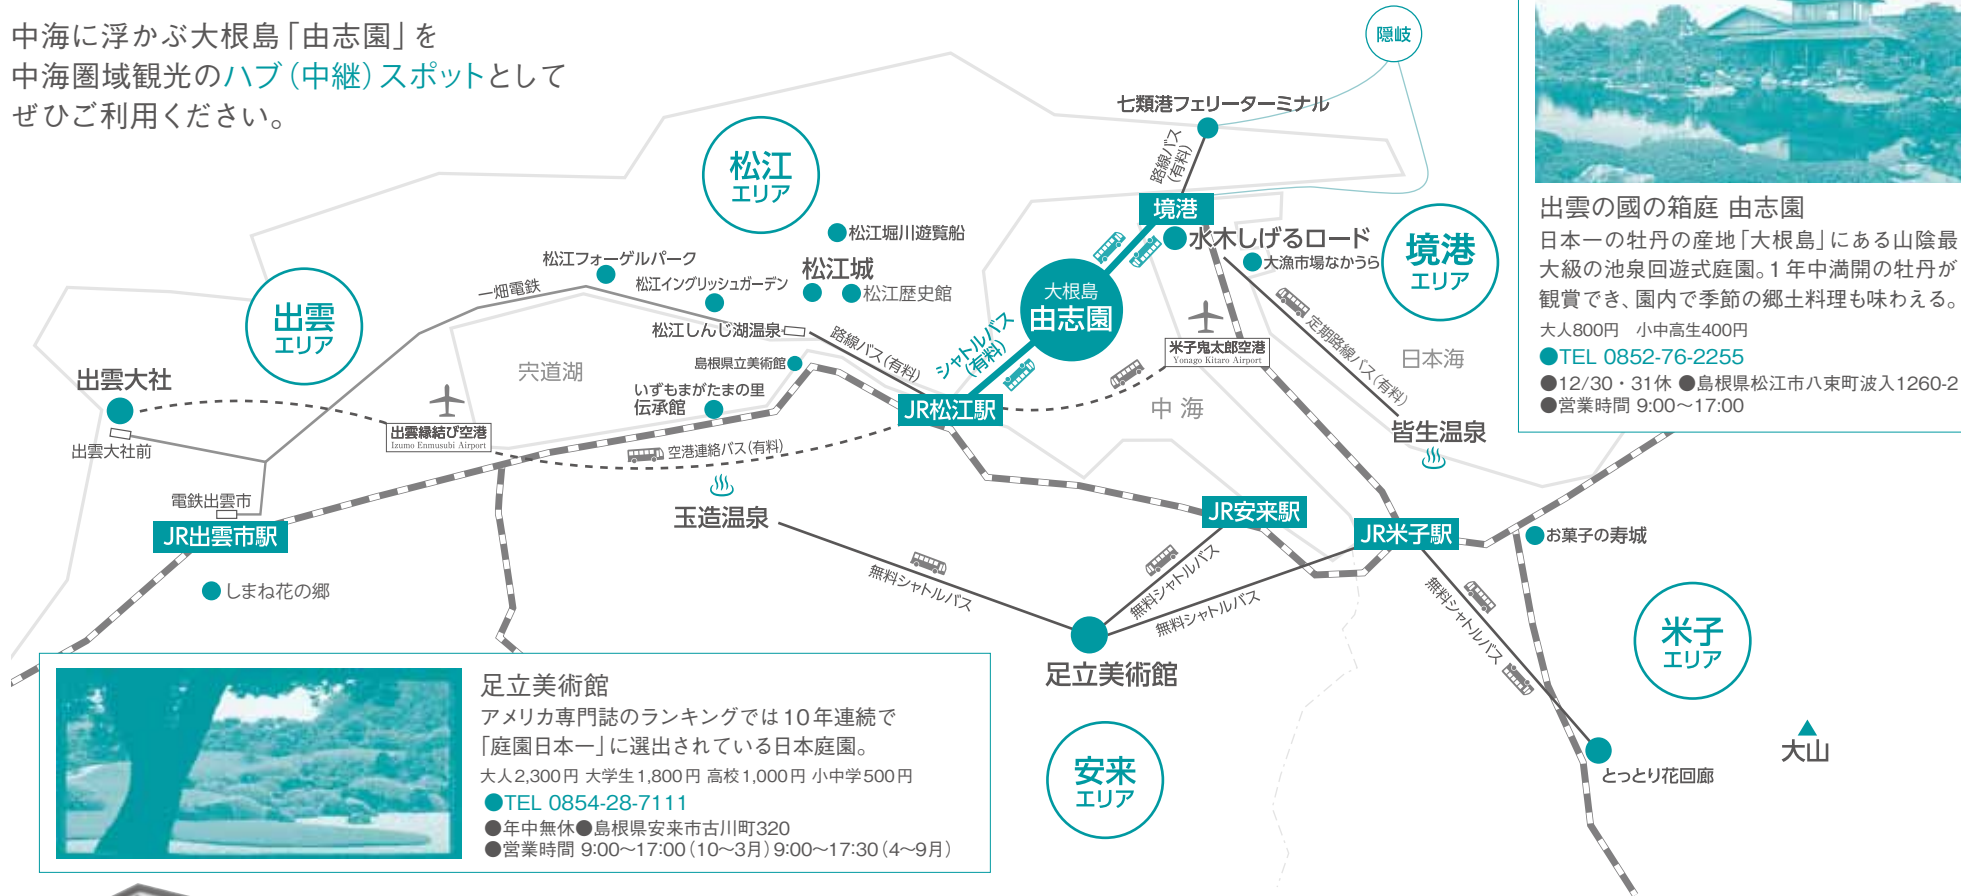 中海に浮かぶ大根島「由志園」を
中海圏域観光のハブ（中継）スポットとして
ぜひご利用ください。
隠岐
七類港フェリーターミナル
路線バス
(有料)
松江
エリア
境港
水木しげるロード
大漁市場なかうら
境港
エリア
松江堀川遊覧船
松江フォーゲルパーク
松江城
松江イングリッシュガーデン
松江歴史館
一畑電鉄
大根島
由志園
出雲
エリア
松江しんじ湖温泉
路線バス（有料）
シャトルバス
（有料）
米子鬼太郎空港
Yonago Kitaro Airport
定期路線バス（有料）
日本海
島根県立美術館
宍道湖
出雲大社
いずもまがたまの里
伝承館
JR松江駅
中海
出雲縁結び空港
Izumo Enmusubi Airport
皆生温泉
出雲大社前
空港連絡バス（有料）
電鉄出雲市
玉造温泉
JR安来駅
JR出雲市駅
JR米子駅
お菓子の寿城
しまね花の郷
無料シャトルバス
無料シャトルバス
無料シャトルバス
無料シャトルバス
米子
エリア
足立美術館
安来
エリア
とっとり花回廊
大山
出雲の國の箱庭 由志園
日本一の牡丹の産地「大根島」にある山陰最
大級の池泉回遊式庭園。1年中満開の牡丹が
観賞でき、園内で季節の郷土料理も味わえる。
大人800円　小中高生400円
●TEL 0852-76-2255
●12/30・31休 ●島根県松江市八束町波入1260-2
●営業時間 9:00〜17:00
足立美術館
アメリカ専門誌のランキングでは10年連続で
「庭園日本一」に選出されている日本庭園。
大人2,300円 大学生1,800円 高校1,000円 小中学500円
●TEL 0854-28-7111
●年中無休●島根県安来市古川町320
●営業時間 9:00〜17:00（10〜3月）9:00〜17:30（4〜9月）